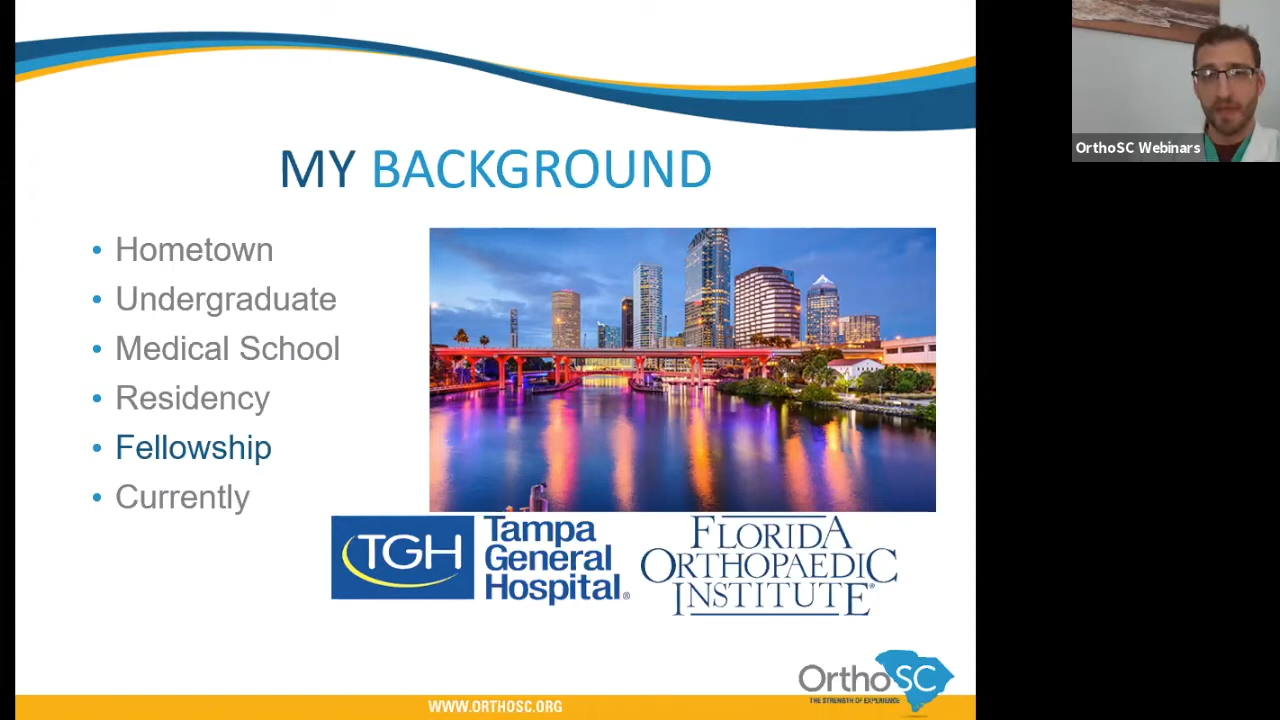 OrthoSC Webinars
MY BACKGROUND
Hometown
Undergraduate
Medical School
Residency
Fellowship
Currently
TGH
Tampa
General
Hospital®
FLORIDA
ORTHOPAEDIC
INSTITUTE®
OrthoSC
THE STRENGTH OF EXPERIENCE
WWW.ORTHOSC.ORG